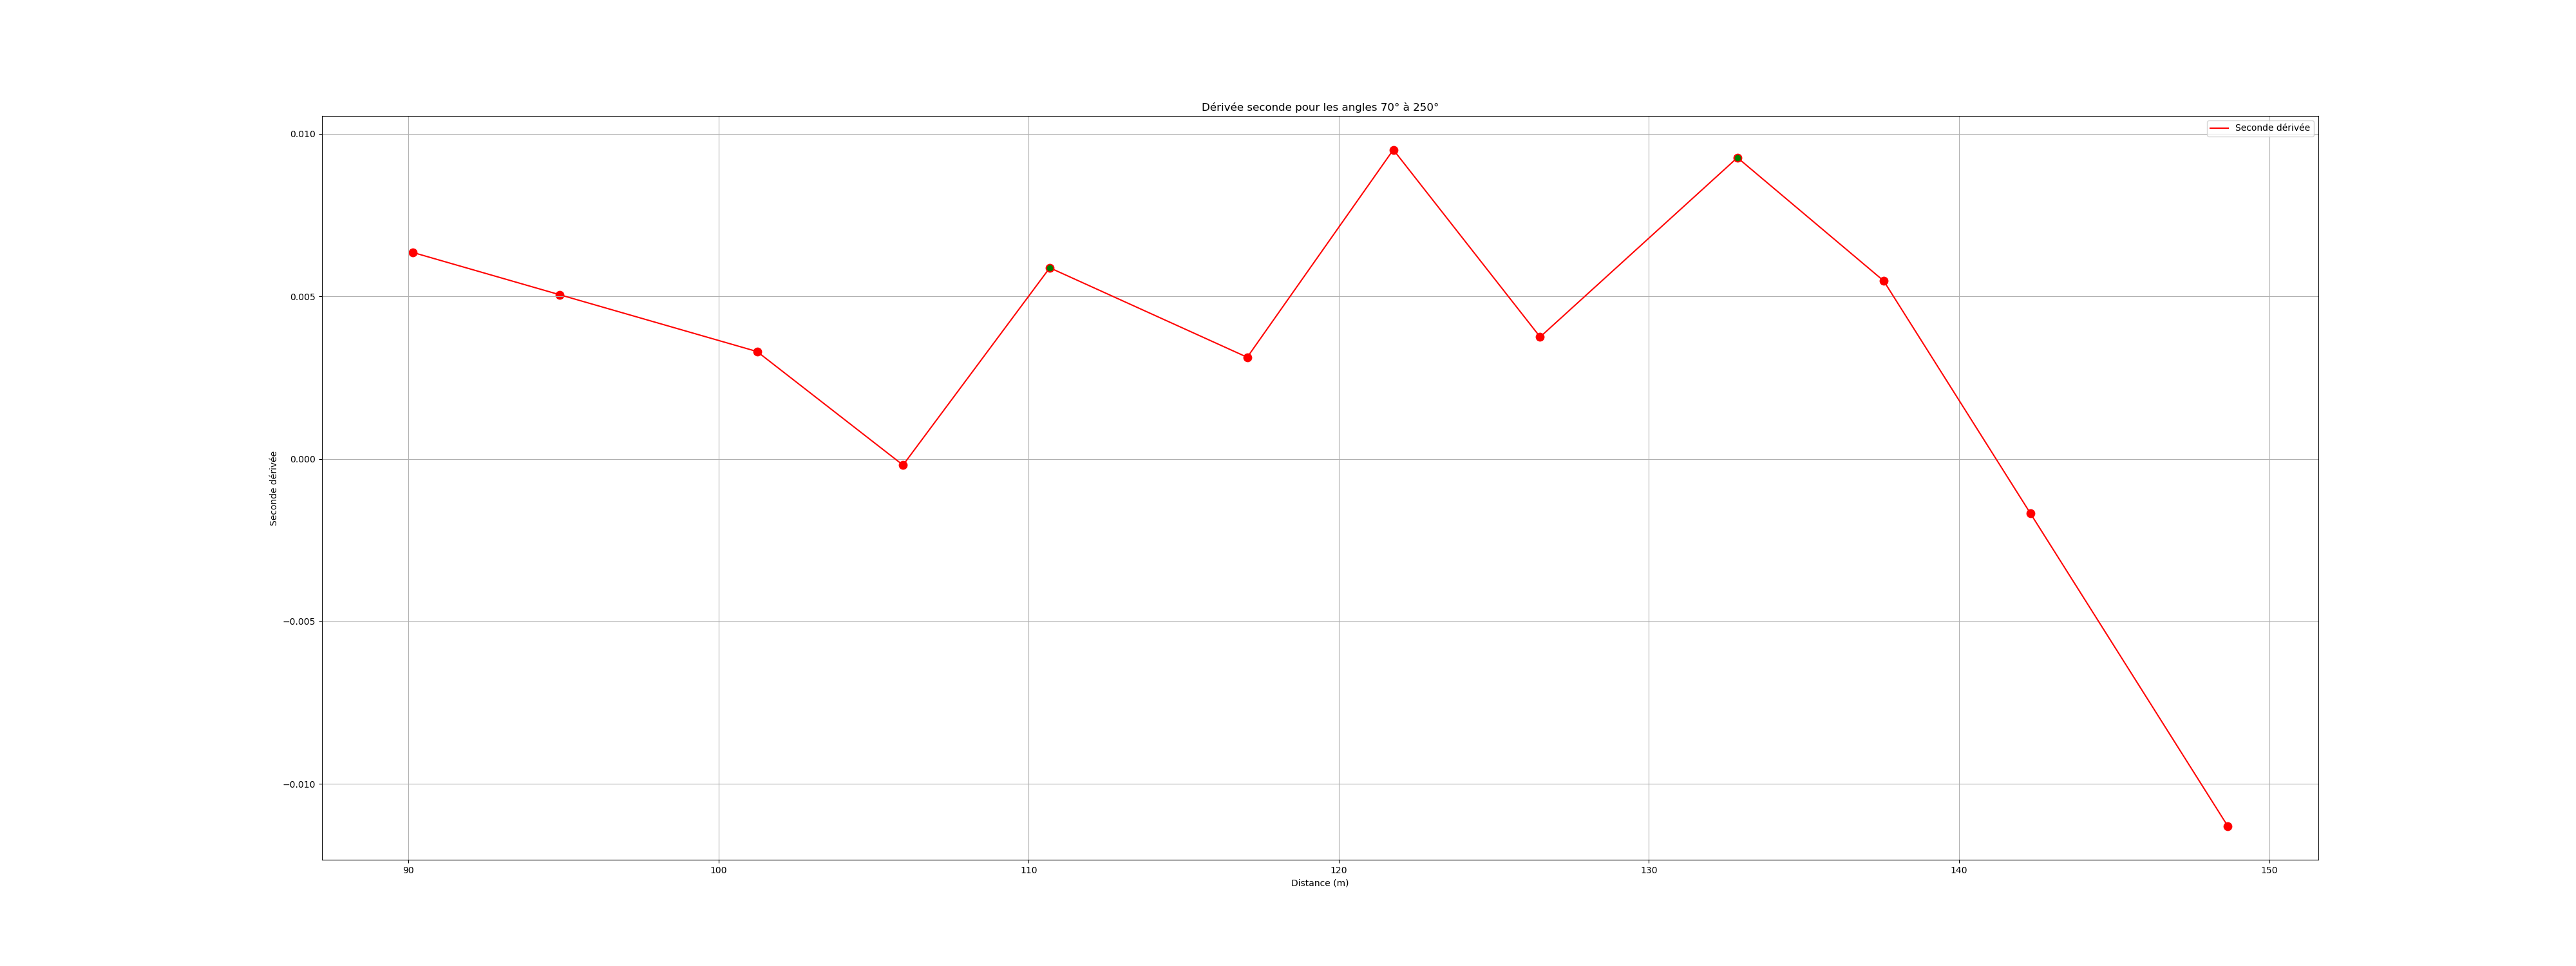 Dérivée seconde pour les angles 70° à 250°
Seconde dérivée
0.010
0.005
0.000
−0.005
−0.010
Seconde dérivée
90 100 110 120 130 140 150
Distance (m)